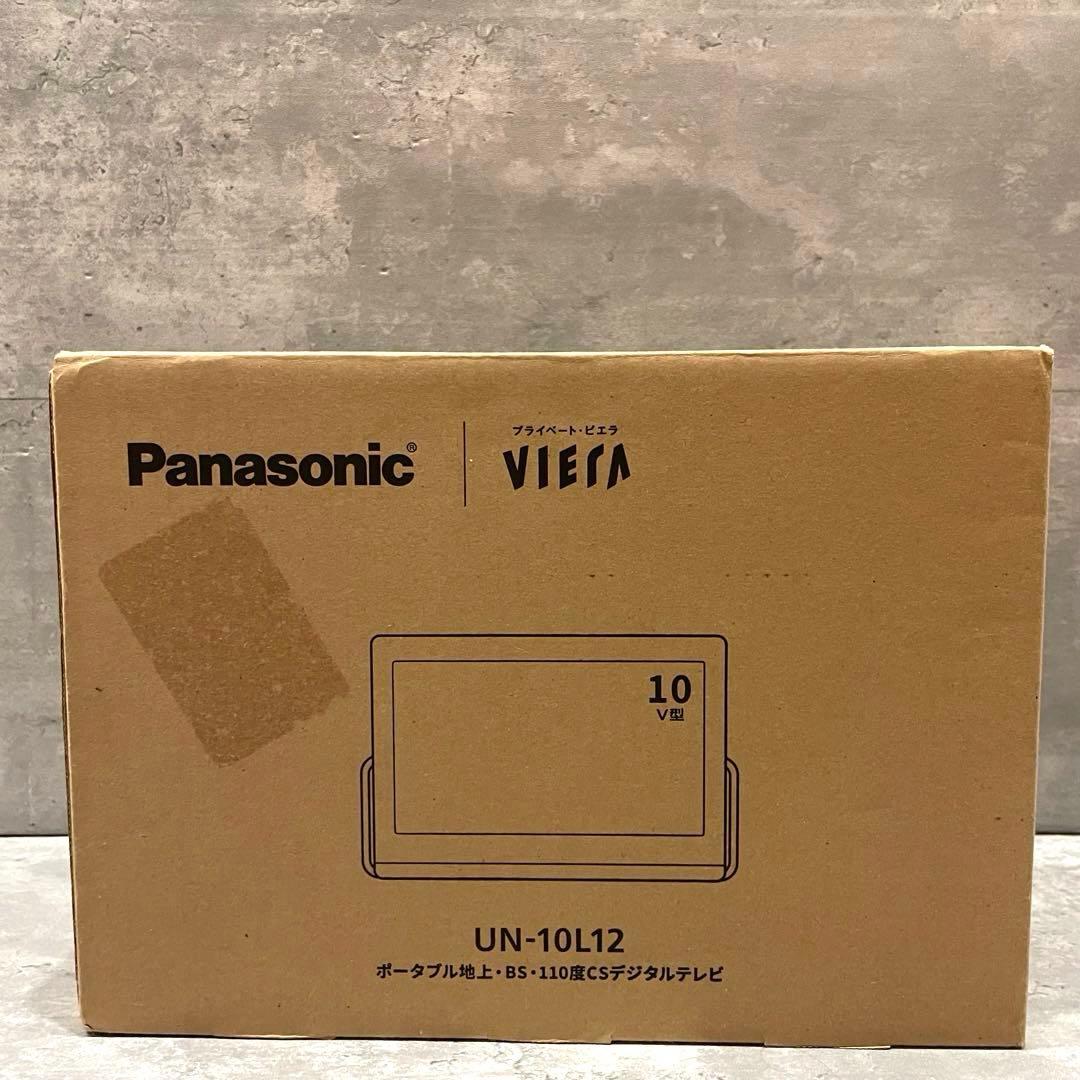 Panasonic®
プライベート・ビエラ
VIERA
10
V型
UN-10L12
ポータブル地上・BS・110度CSデジタルテレビ